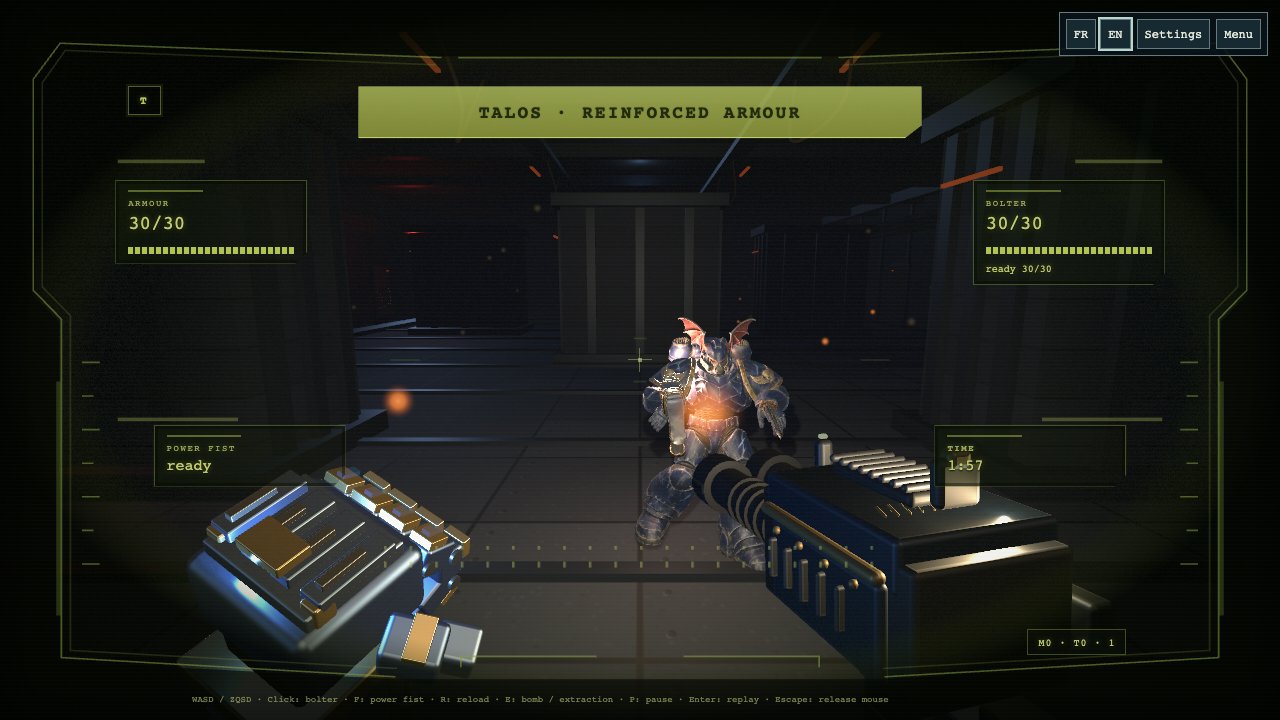 FR EN Settings Menu
T
TALOS · REINFORCED ARMOUR
ARMOUR
30/30
BOLTER
30/30
ready 30/30
POWER FIST
ready
TIME
1:57
M0 · T0 · 1
WASD / ZQSD · Click: bolter · F: power fist · R: reload · E: bomb / extraction · P: pause · Enter: replay · Escape: release mouse